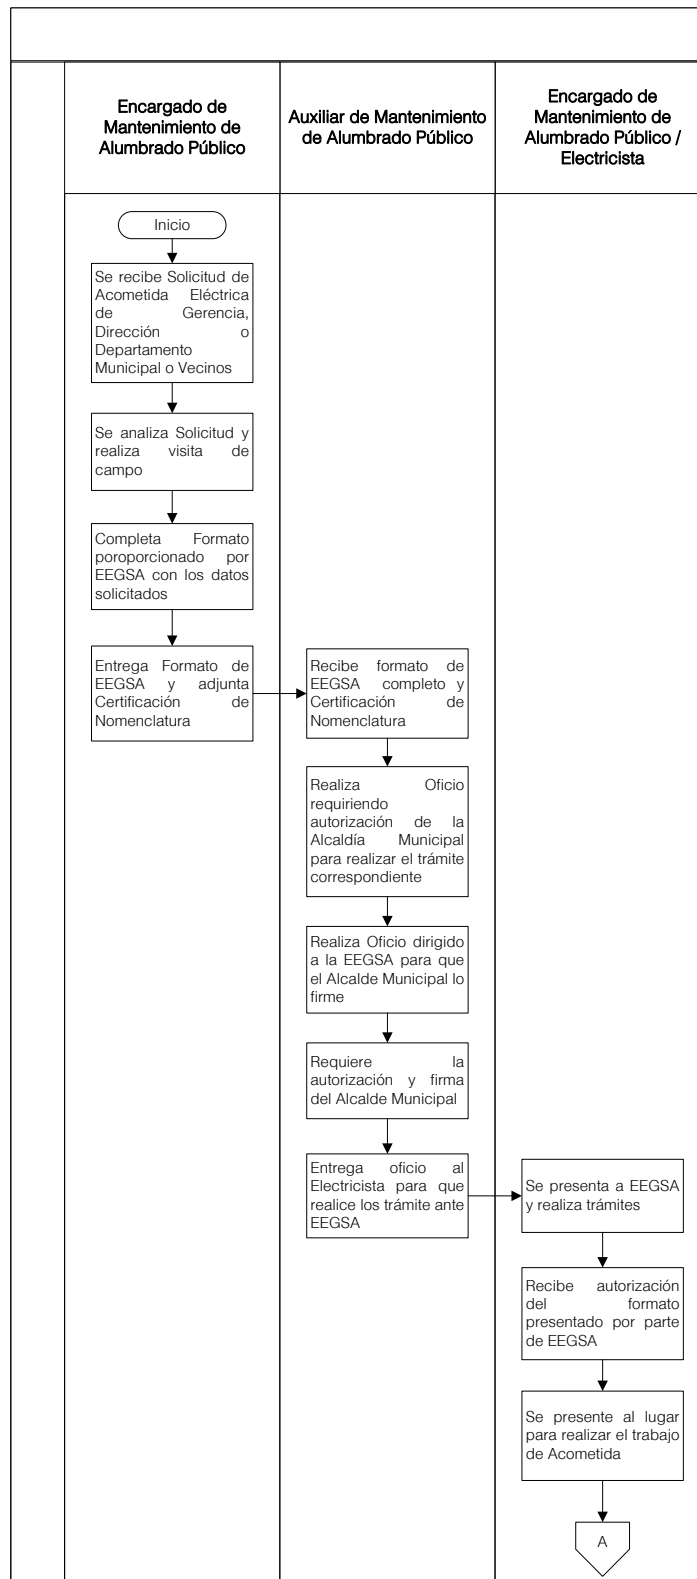 Encargado de
Mantenimiento de
Alumbrado Público
Auxiliar de Mantenimiento
de Alumbrado Público
Encargado de
Mantenimiento de
Alumbrado Público /
Electricista
Inicio
Se recibe Solicitud de
Acometida Eléctrica
de Gerencia,
Dirección o
Departamento
Municipal o Vecinos
Se analiza Solicitud y
realiza visita de
campo
Completa Formato
poroporcionado por
EEGSA con los datos
solicitados
Entrega Formato de
EEGSA y adjunta
Certificación de
Nomenclatura
Recibe formato de
EEGSA completo y
Certificación de
Nomenclatura
Realiza Oficio
requiriendo
autorización de la
Alcaldía Municipal
para realizar el trámite
correspondiente
Realiza Oficio dirigido
a la EEGSA para que
el Alcalde Municipal lo
firme
Requiere la
autorización y firma
del Alcalde Municipal
Entrega oficio al
Electricista para que
realice los trámite ante
EEGSA
Se presenta a EEGSA
y realiza trámites
Recibe autorización
del formato
presentado por parte
de EEGSA
Se presente al lugar
para realizar el trabajo
de Acometida
A